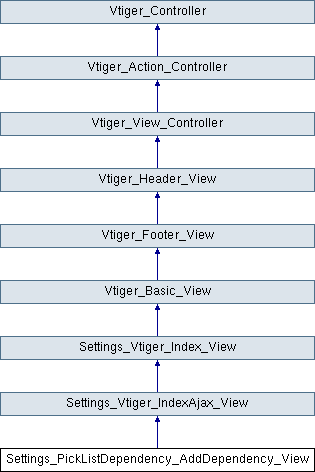 Vtiger_Controller
Vtiger_Action_Controller
Vtiger_View_Controller
Vtiger_Header_View
Vtiger_Footer_View
Vtiger_Basic_View
Settings_Vtiger_Index_View
Settings_Vtiger_IndexAjax_View
Settings_PickListDependency_AddDependency_View